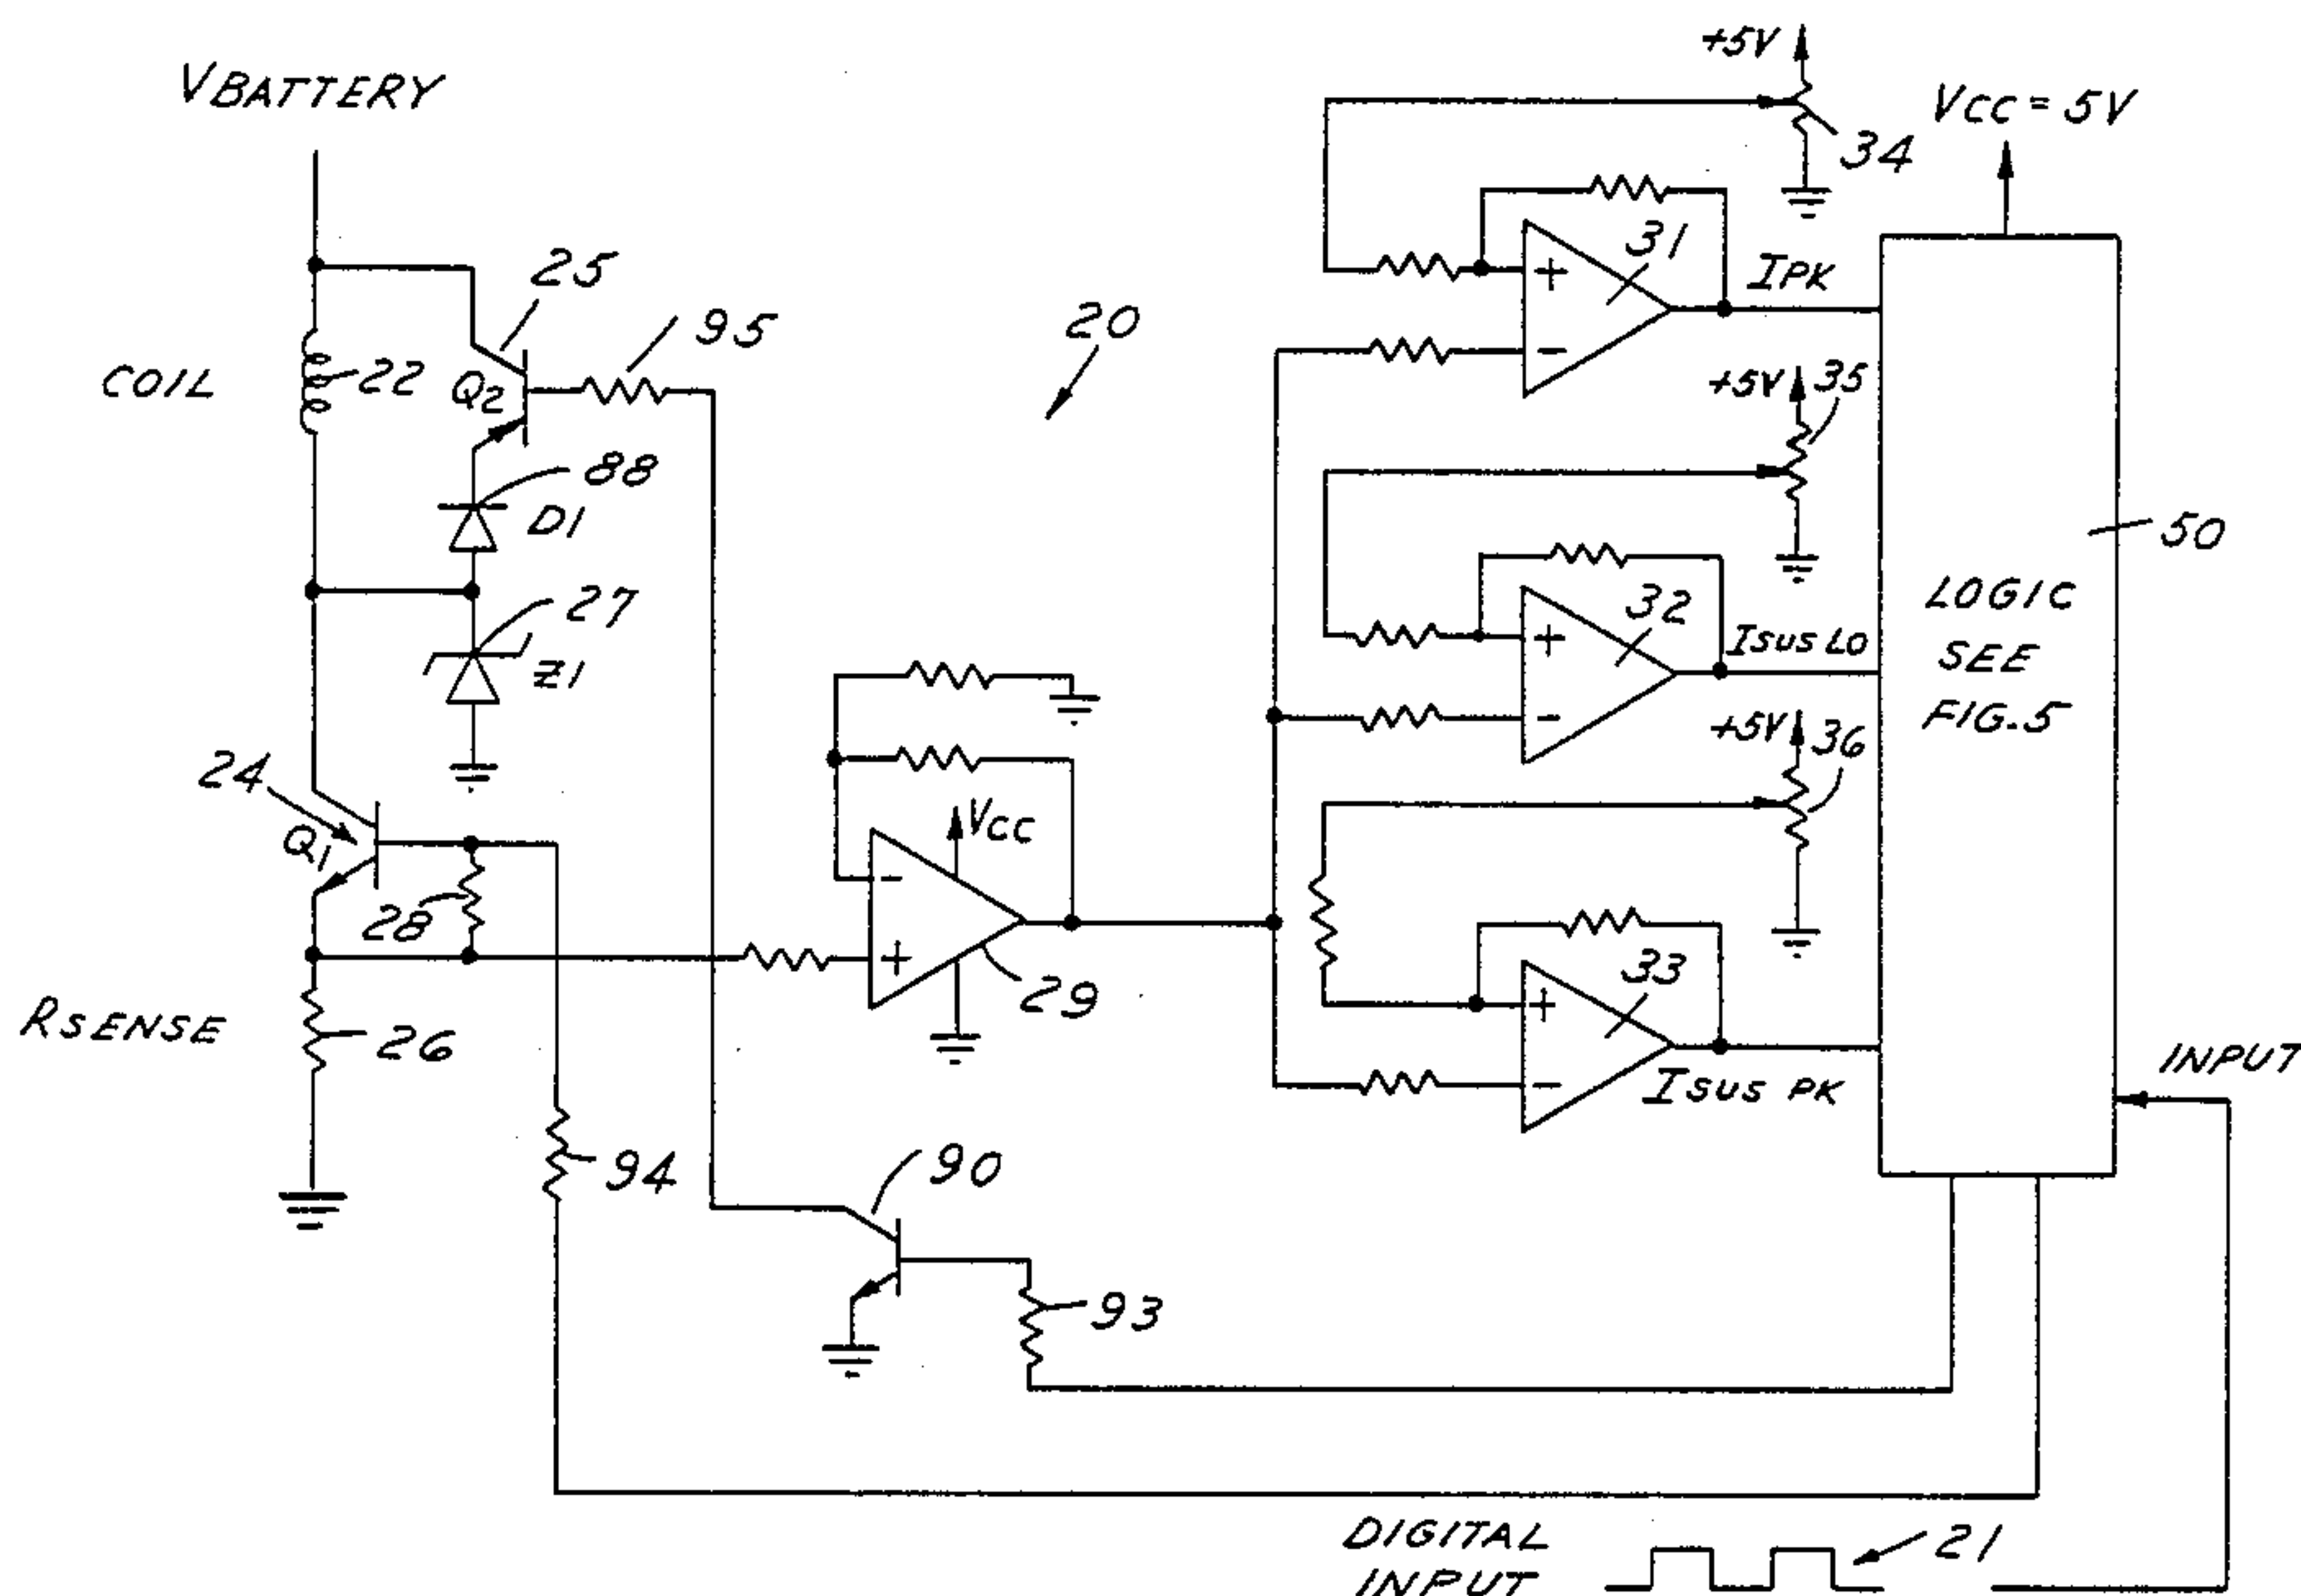 +5V
VBATTERY
VCC = 5V
34
31
25
IPK
95
20
+5V
35
COIL
22
Q2
88
D1
50
27
LOGIC
32
ISUS LO
SEE
Z1
FIG.5
+5V
36
24
VCC
Q1
-
28
+
29
33
RSENSE
26
INPUT
ISUS PK
94
90
93
DIGITAL
INPUT
21
+
-
+
-
+
-